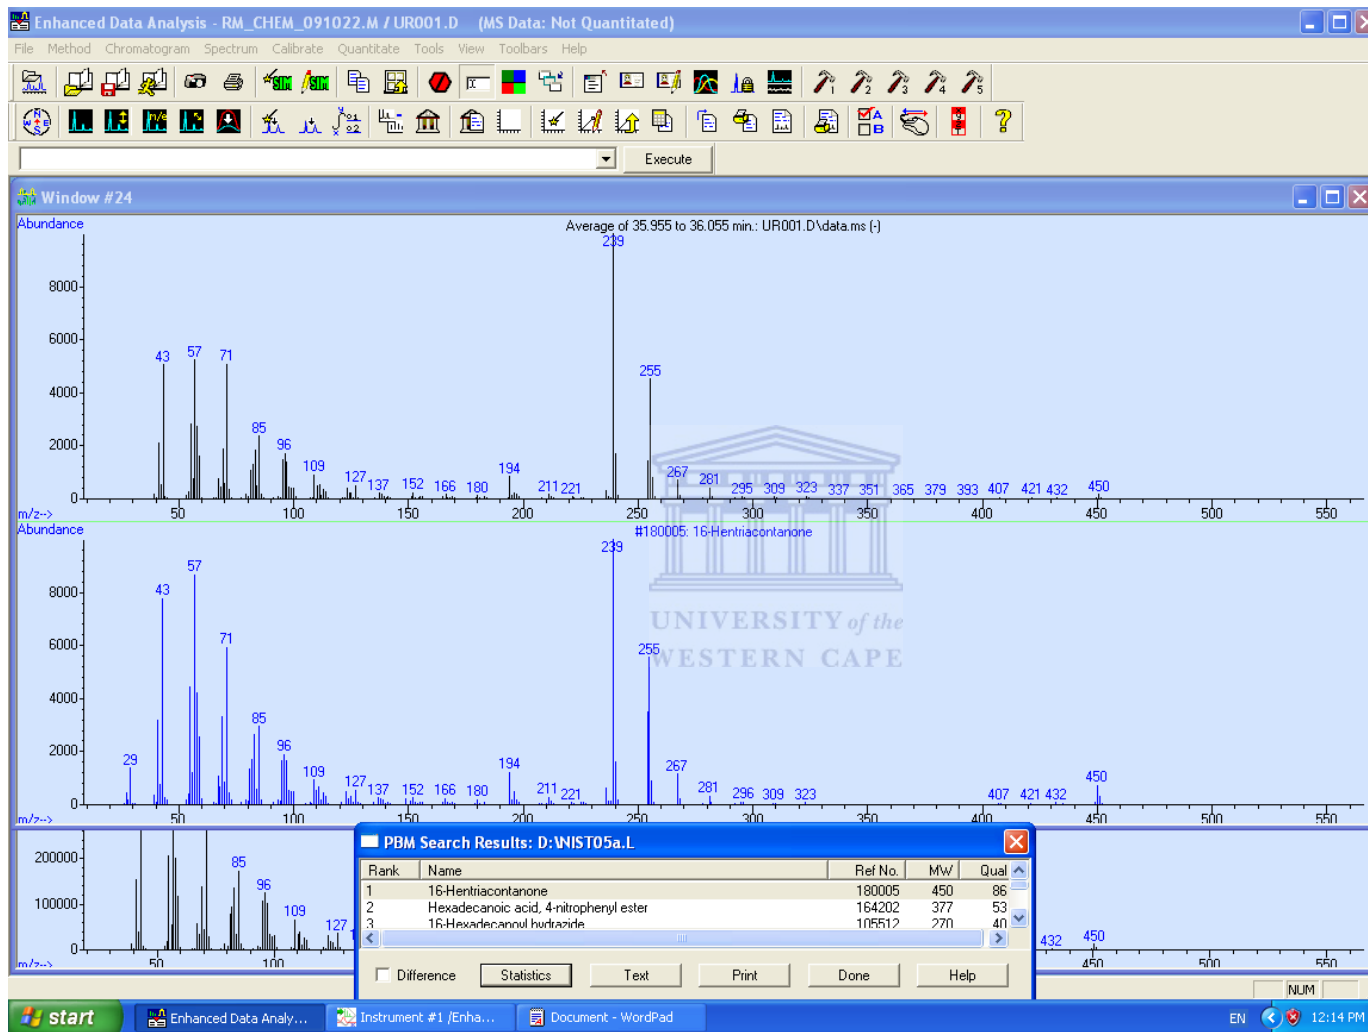 Enhanced Data Analysis - RM_CHEM_091022.M / UR001.D (MS Data: Not Quantitated)
File Method Chromatogram Spectrum Calibrate Quantitate Tools View Toolbars Help
Execute
Window #24
Abundance
Average of 35.955 to 36.055 min.: UR001.D\data.ms (-)
239
8000
6000
43 57 71
255
4000
85
2000
96
109
127 137 152 166 180 194 211 221 267 281 295 309 323 337 351 365 379 393 407 421 432 450
0
m/z--> 50 100 150 200 250 300 350 400 450 500 550
Abundance
#180005: 16-Hentriacontanone
239
57
8000
43
UNIVERSITY of the
WESTERN CAPE
6000
71
255
4000
85
2000
29
96
109
127 137 152 166 180 194 211 221 267 281 296 309 323 407 421 432 450
0
m/z--> 50 100 150 200 250 300 350 400 450 500 550
200000
85
96
100000
109
127
432 450
0
m/z--> 50 100 450 500 550
PBM Search Results: D:\NIST05a.L
Rank Name Ref No. MW Qual
1 16-Hentriacontanone 180005 450 86
2 Hexadecanoic acid, 4-nitrophenyl ester 164202 377 53
3 16-Hexadecanoyl hydrazide 105512 270 40
Difference Statistics Text Print Done Help
NUM
start Enhanced Data Analy... Instrument #1 /Enha... Document - WordPad EN 12:14 PM